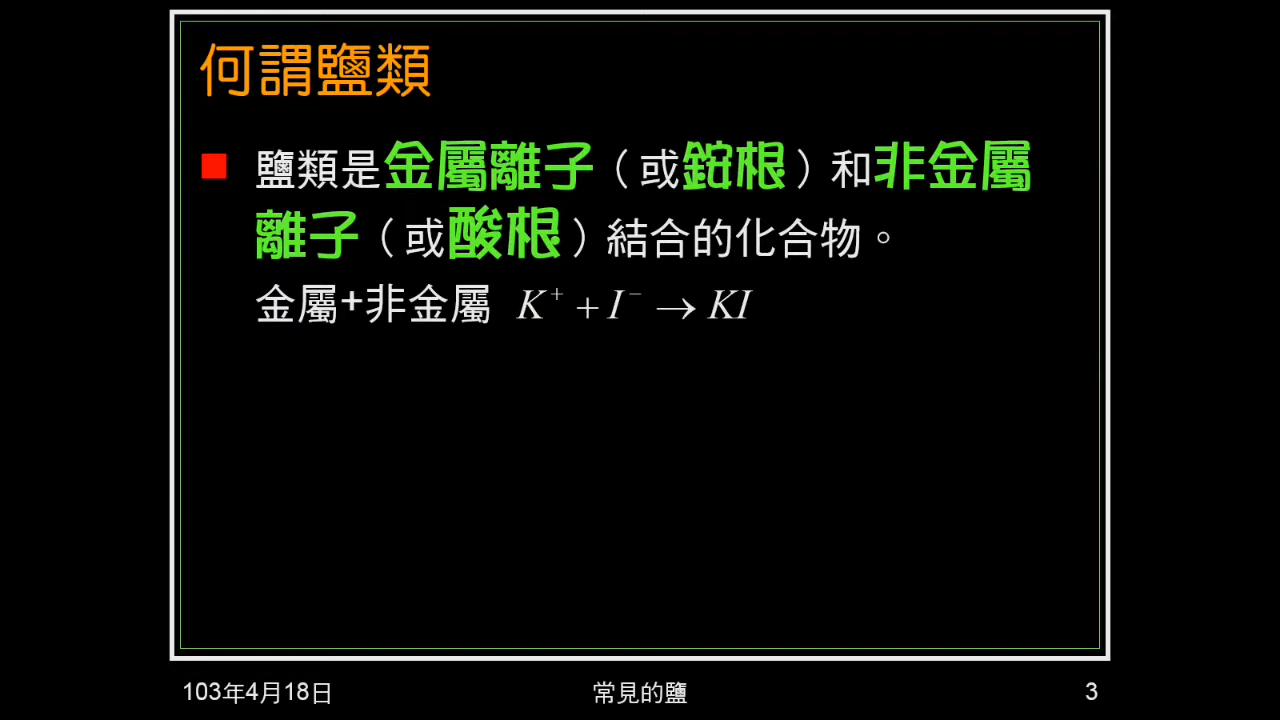 何謂鹽類
鹽類是金屬離子（或銨根）和非金屬
離子（或酸根）結合的化合物。
金屬+非金屬 K⁺ + I⁻ → KI
103年4月18日
常見的鹽
3